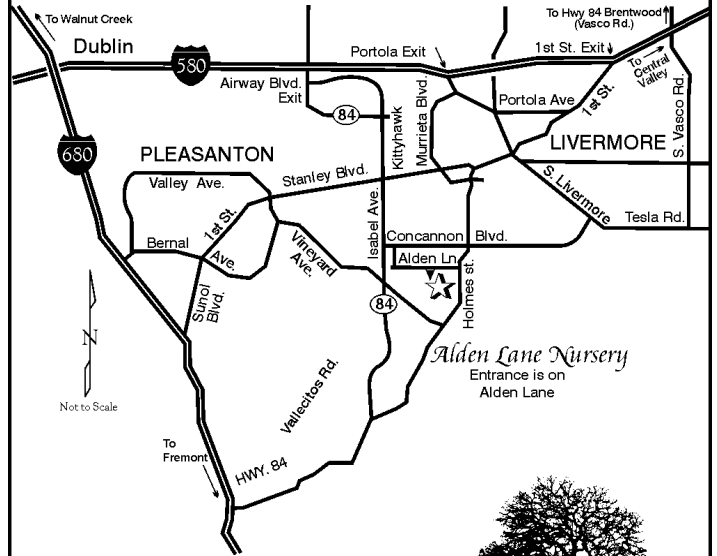 To Walnut Creek
To Hwy 84 Brentwood
(Vasco Rd.)
Dublin
580
Portola Exit
1st St. Exit
To
Central
Valley
Airway Blvd.
Exit
84
Kittyhawk
Murrieta Blvd.
Portola Ave
1st St.
S. Vasco Rd.
680
PLEASANTON
LIVERMORE
Valley Ave.
Stanley Blvd.
1st St.
Isabel Ave.
S. Livermore
Tesla Rd.
Bernal
Ave.
Vineyard
Ave.
Concannon Blvd.
Alden Ln
Sunol
Blvd.
84
Holmes st.
N
Not to Scale
Alden Lane Nursery
Entrance is on
Alden Lane
Vallecitos Rd.
To
Fremont
HWY. 84